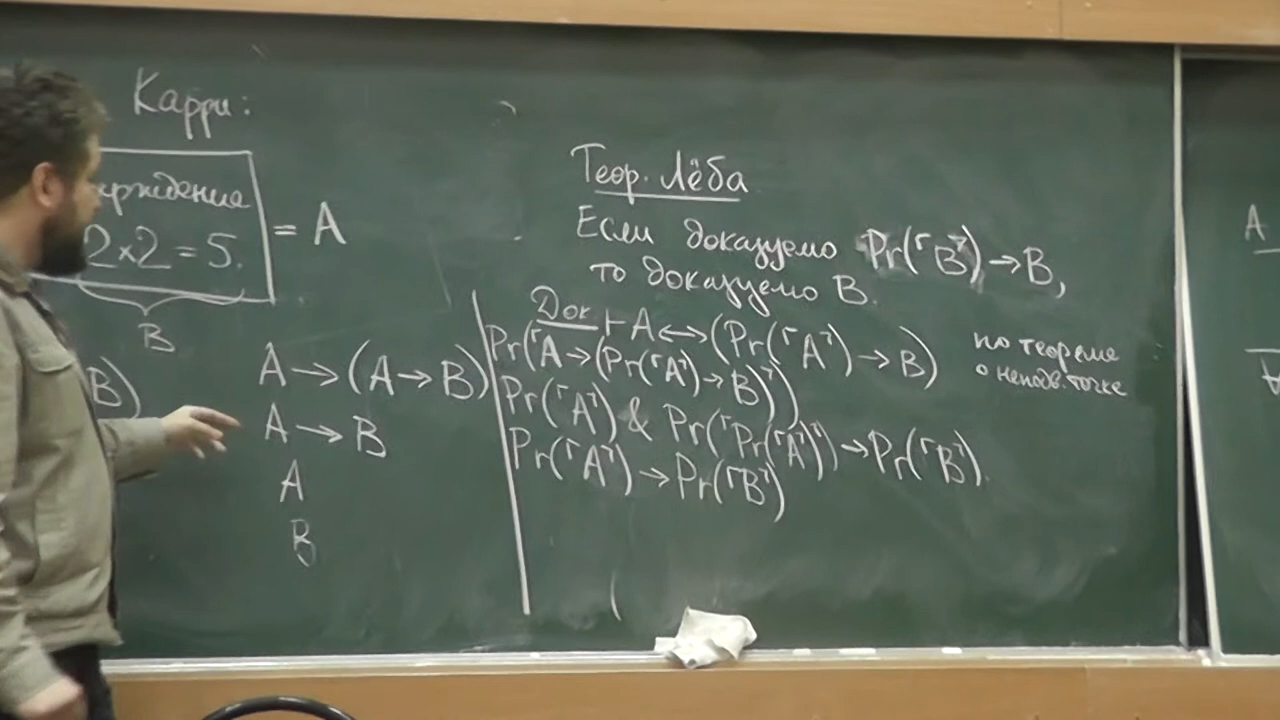 Карри:
2×2=5.
= A
B
B)
A→(A→B)
A→B
A
B
Теор. Лёба
Если доказуемо Pr(⌜B⌝)→B,
то доказуемо B.
Док ⊢A↔(Pr(⌜A⌝)→B) по теореме
о неподв. точке
Pr(⌜A→(Pr(⌜A⌝)→B)⌝)
Pr(⌜A⌝) & Pr(⌜Pr(⌜A⌝)⌝)→Pr(⌜B⌝).
Pr(⌜A⌝)→Pr(⌜B⌝)
A